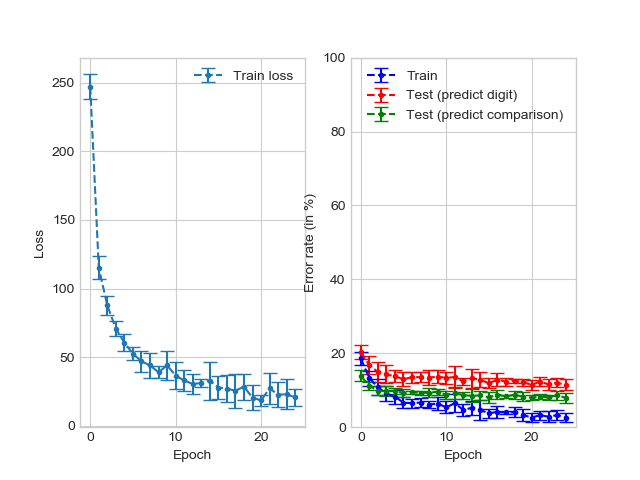 Train loss
250
200
150
100
50
0
Loss
0 10 20
Epoch
Train
Test (predict digit)
Test (predict comparison)
100
80
60
40
20
0
Error rate (in %)
0 10 20
Epoch